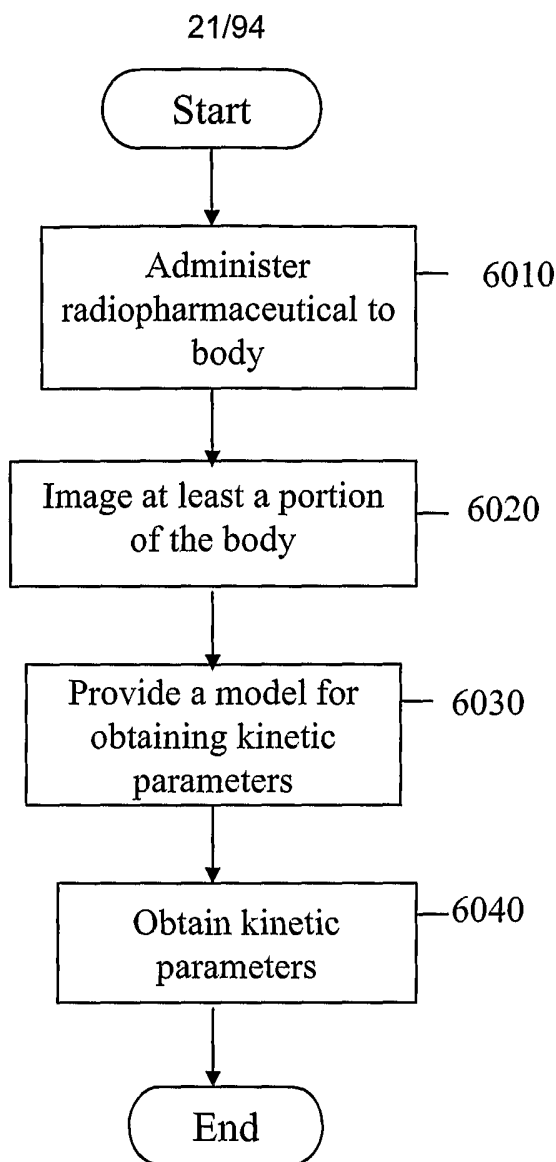 21/94
Start
Administer
radiopharmaceutical to
body
6010
Image at least a portion
of the body
6020
Provide a model for
obtaining kinetic
parameters
6030
Obtain kinetic
parameters
6040
End